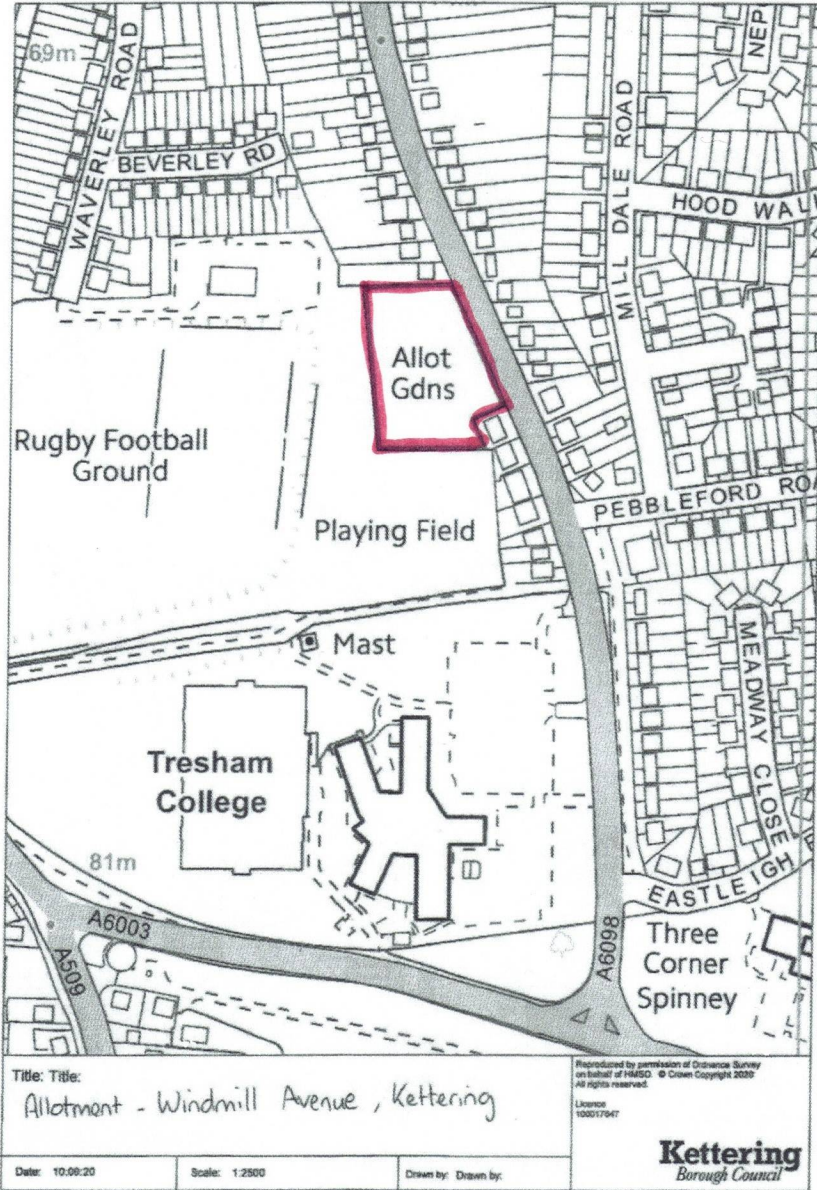 69m
WAVERLEY ROAD
BEVERLEY RD
MILL DALE ROAD
HOOD WAL
Allot
Gdns
Rugby Football
Ground
Playing Field
PEBBLEFORD ROA
Mast
MEADWAY CLOSE
Tresham
College
81m
EASTLEIGH
A6003
A509
A6098
Three
Corner
Spinney
Title: Title:
Allotment - Windmill Avenue, Kettering
Reproduced by permission of Ordnance Survey
on behalf of HMSO. © Crown Copyright 2020
All rights reserved.
Licence
100017647
Date: 10:09:20
Scale: 1:2500
Drawn by: Drawn by:
Kettering
Borough Council